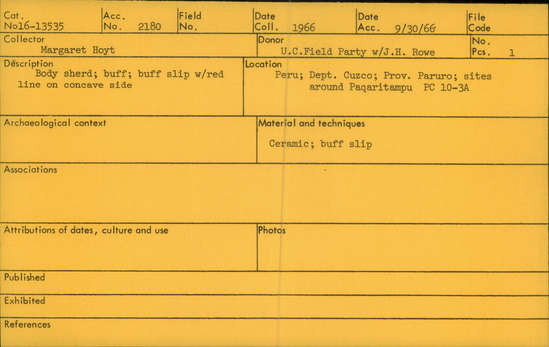 Cat. Acc. Field Date Date File
No16-13535 No. 2180 No. Coll. 1966 Acc. 9/30/66 Code
Collector Donor No.
Margaret Hoyt U.C.Field Party w/J.H. Rowe Pcs. 1
Description Location
Body sherd; buff; buff slip w/red Peru; Dept. Cuzco; Prov. Paruro; sites
line on concave side around Paqaritampu PC 10-3A
Archaeological context Material and techniques
Ceramic; buff slip
Associations
Attributions of dates, culture and use Photos
Published
Exhibited
References